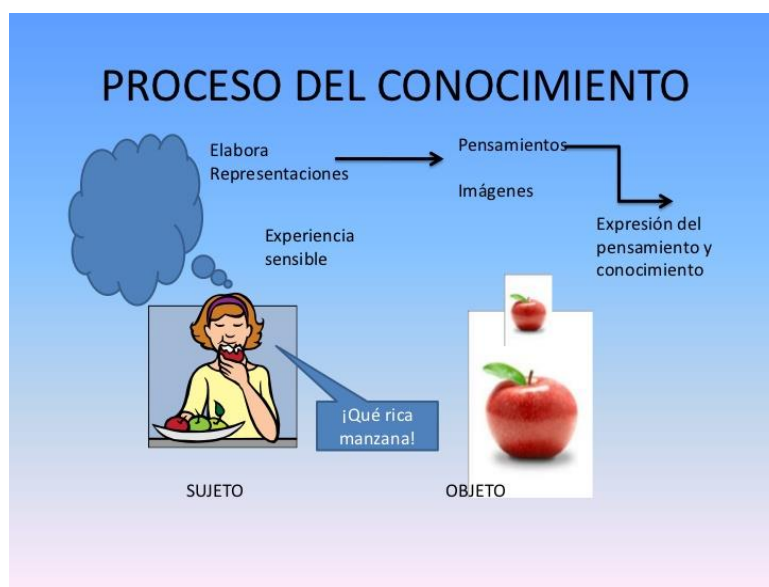 PROCESO DEL CONOCIMIENTO
Elabora
Representaciones
Pensamientos
Imágenes
Experiencia
sensible
Expresión del
pensamiento y
conocimiento
¡Qué rica
manzana!
SUJETO
OBJETO